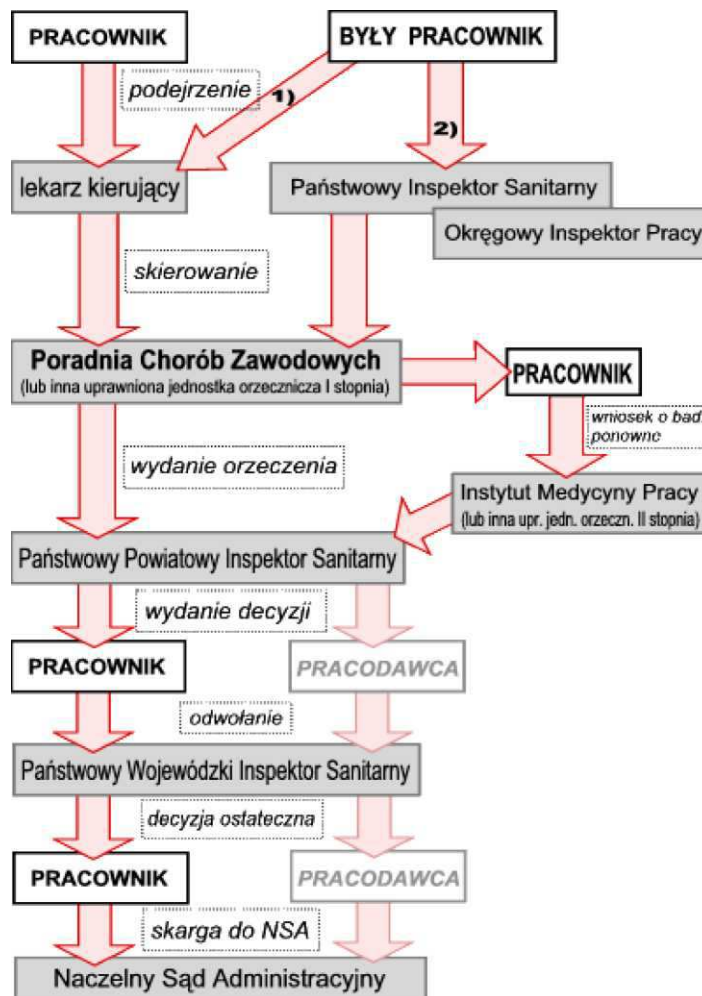 PRACOWNIK
BYŁY PRACOWNIK
podejrzenie
1)
2)
lekarz kierujący
Państwowy Inspektor Sanitarny
Okręgowy Inspektor Pracy
skierowanie
Poradnia Chorób Zawodowych
(lub inna uprawniona jednostka orzecznicza I stopnia)
PRACOWNIK
wniosek o bad.
ponowne
wydanie orzeczenia
Instytut Medycyny Pracy
(lub inna upr. jedn. orzeczn. II stopnia)
Państwowy Powiatowy Inspektor Sanitarny
wydanie decyzji
PRACOWNIK
PRACODAWCA
odwołanie
Państwowy Wojewódzki Inspektor Sanitarny
decyzja ostateczna
PRACOWNIK
PRACODAWCA
skarga do NSA
Naczelny Sąd Administracyjny